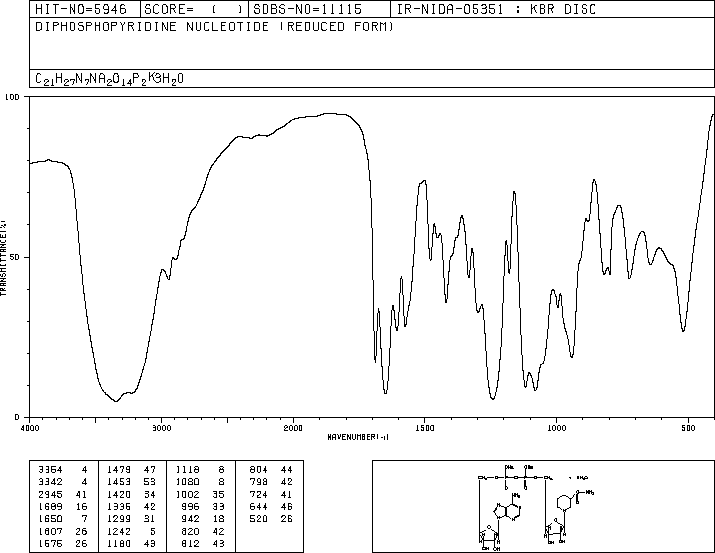 HIT-NO=5946 SCORE= ( ) SDBS-NO=11115 IR-NIDA-05351 : KBR DISC
DIPHOSPHOPYRIDINE NUCLEOTIDE (REDUCED FORM)
C21H27N7NA2O14P2X3H2O
100
50
0
TRANSMITTANCE(%)
4000 3000 2000 1500 1000 500
WAVENUMBER(-1)
3364 4 1479 47 1118 8 804 44
3342 4 1453 53 1080 8 798 42
2945 41 1420 34 1002 35 724 41
1689 16 1336 42 996 33 644 46
1650 7 1299 31 942 18 520 26
1607 26 1242 5 820 42
1576 26 1180 43 812 43